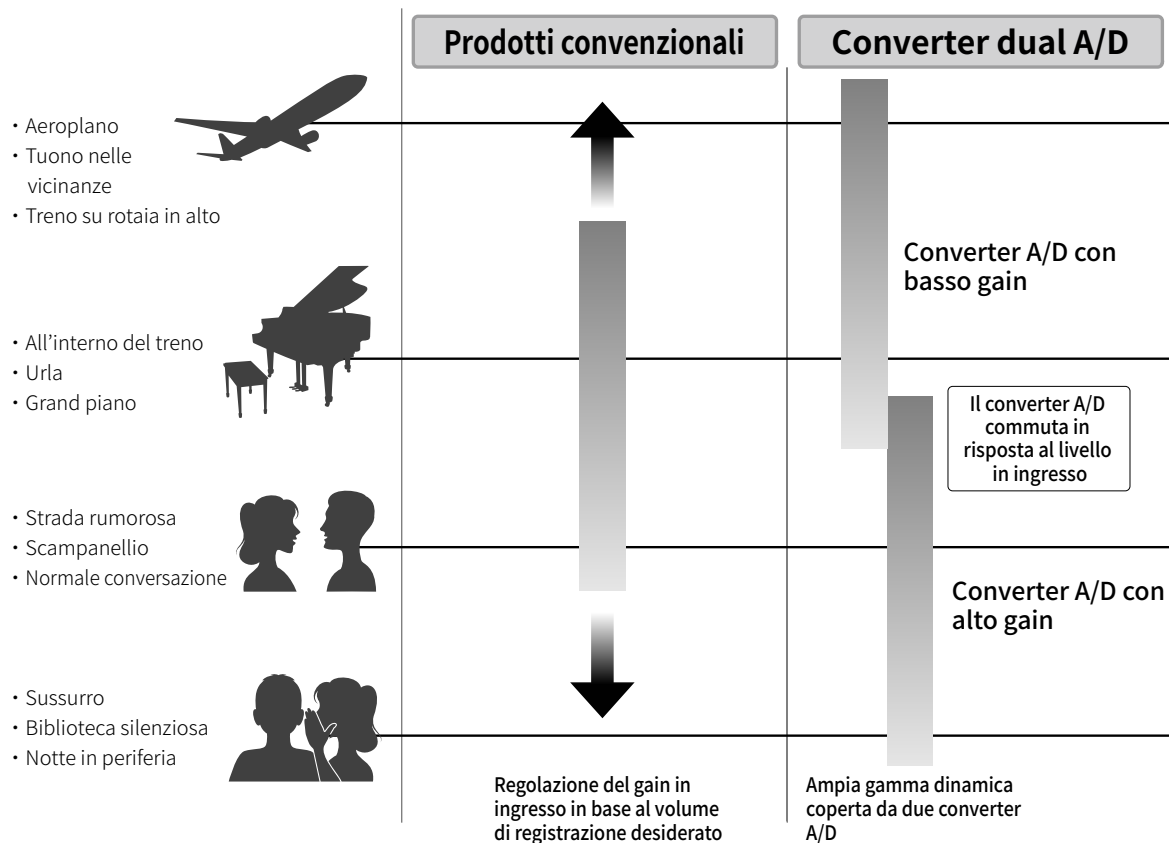 Prodotti convenzionali
Converter dual A/D
・Aeroplano
・Tuono nelle
vicinanze
・Treno su rotaia in alto
Converter A/D con
basso gain
・All’interno del treno
・Urla
・Grand piano
Il converter A/D
commuta in
risposta al livello
in ingresso
・Strada rumorosa
・Scampanellio
・Normale conversazione
Converter A/D con
alto gain
・Sussurro
・Biblioteca silenziosa
・Notte in periferia
Regolazione del gain in
ingresso in base al volume
di registrazione desiderato
Ampia gamma dinamica
coperta da due converter
A/D